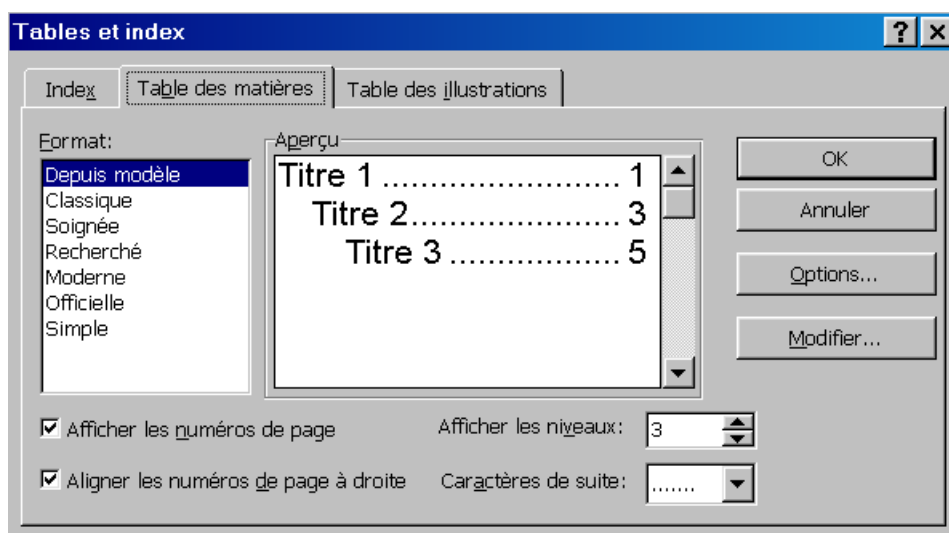 Tables et index
Index
Table des matières
Table des illustrations
Format:
Depuis modèle
Classique
Soignée
Recherché
Moderne
Officielle
Simple
Aperçu
Titre 1 ........................ 1
Titre 2..................... 3
Titre 3 ................. 5
OK
Annuler
Options...
Modifier...
Afficher les numéros de page
Aligner les numéros de page à droite
Afficher les niveaux: 3
Caractères de suite: .......